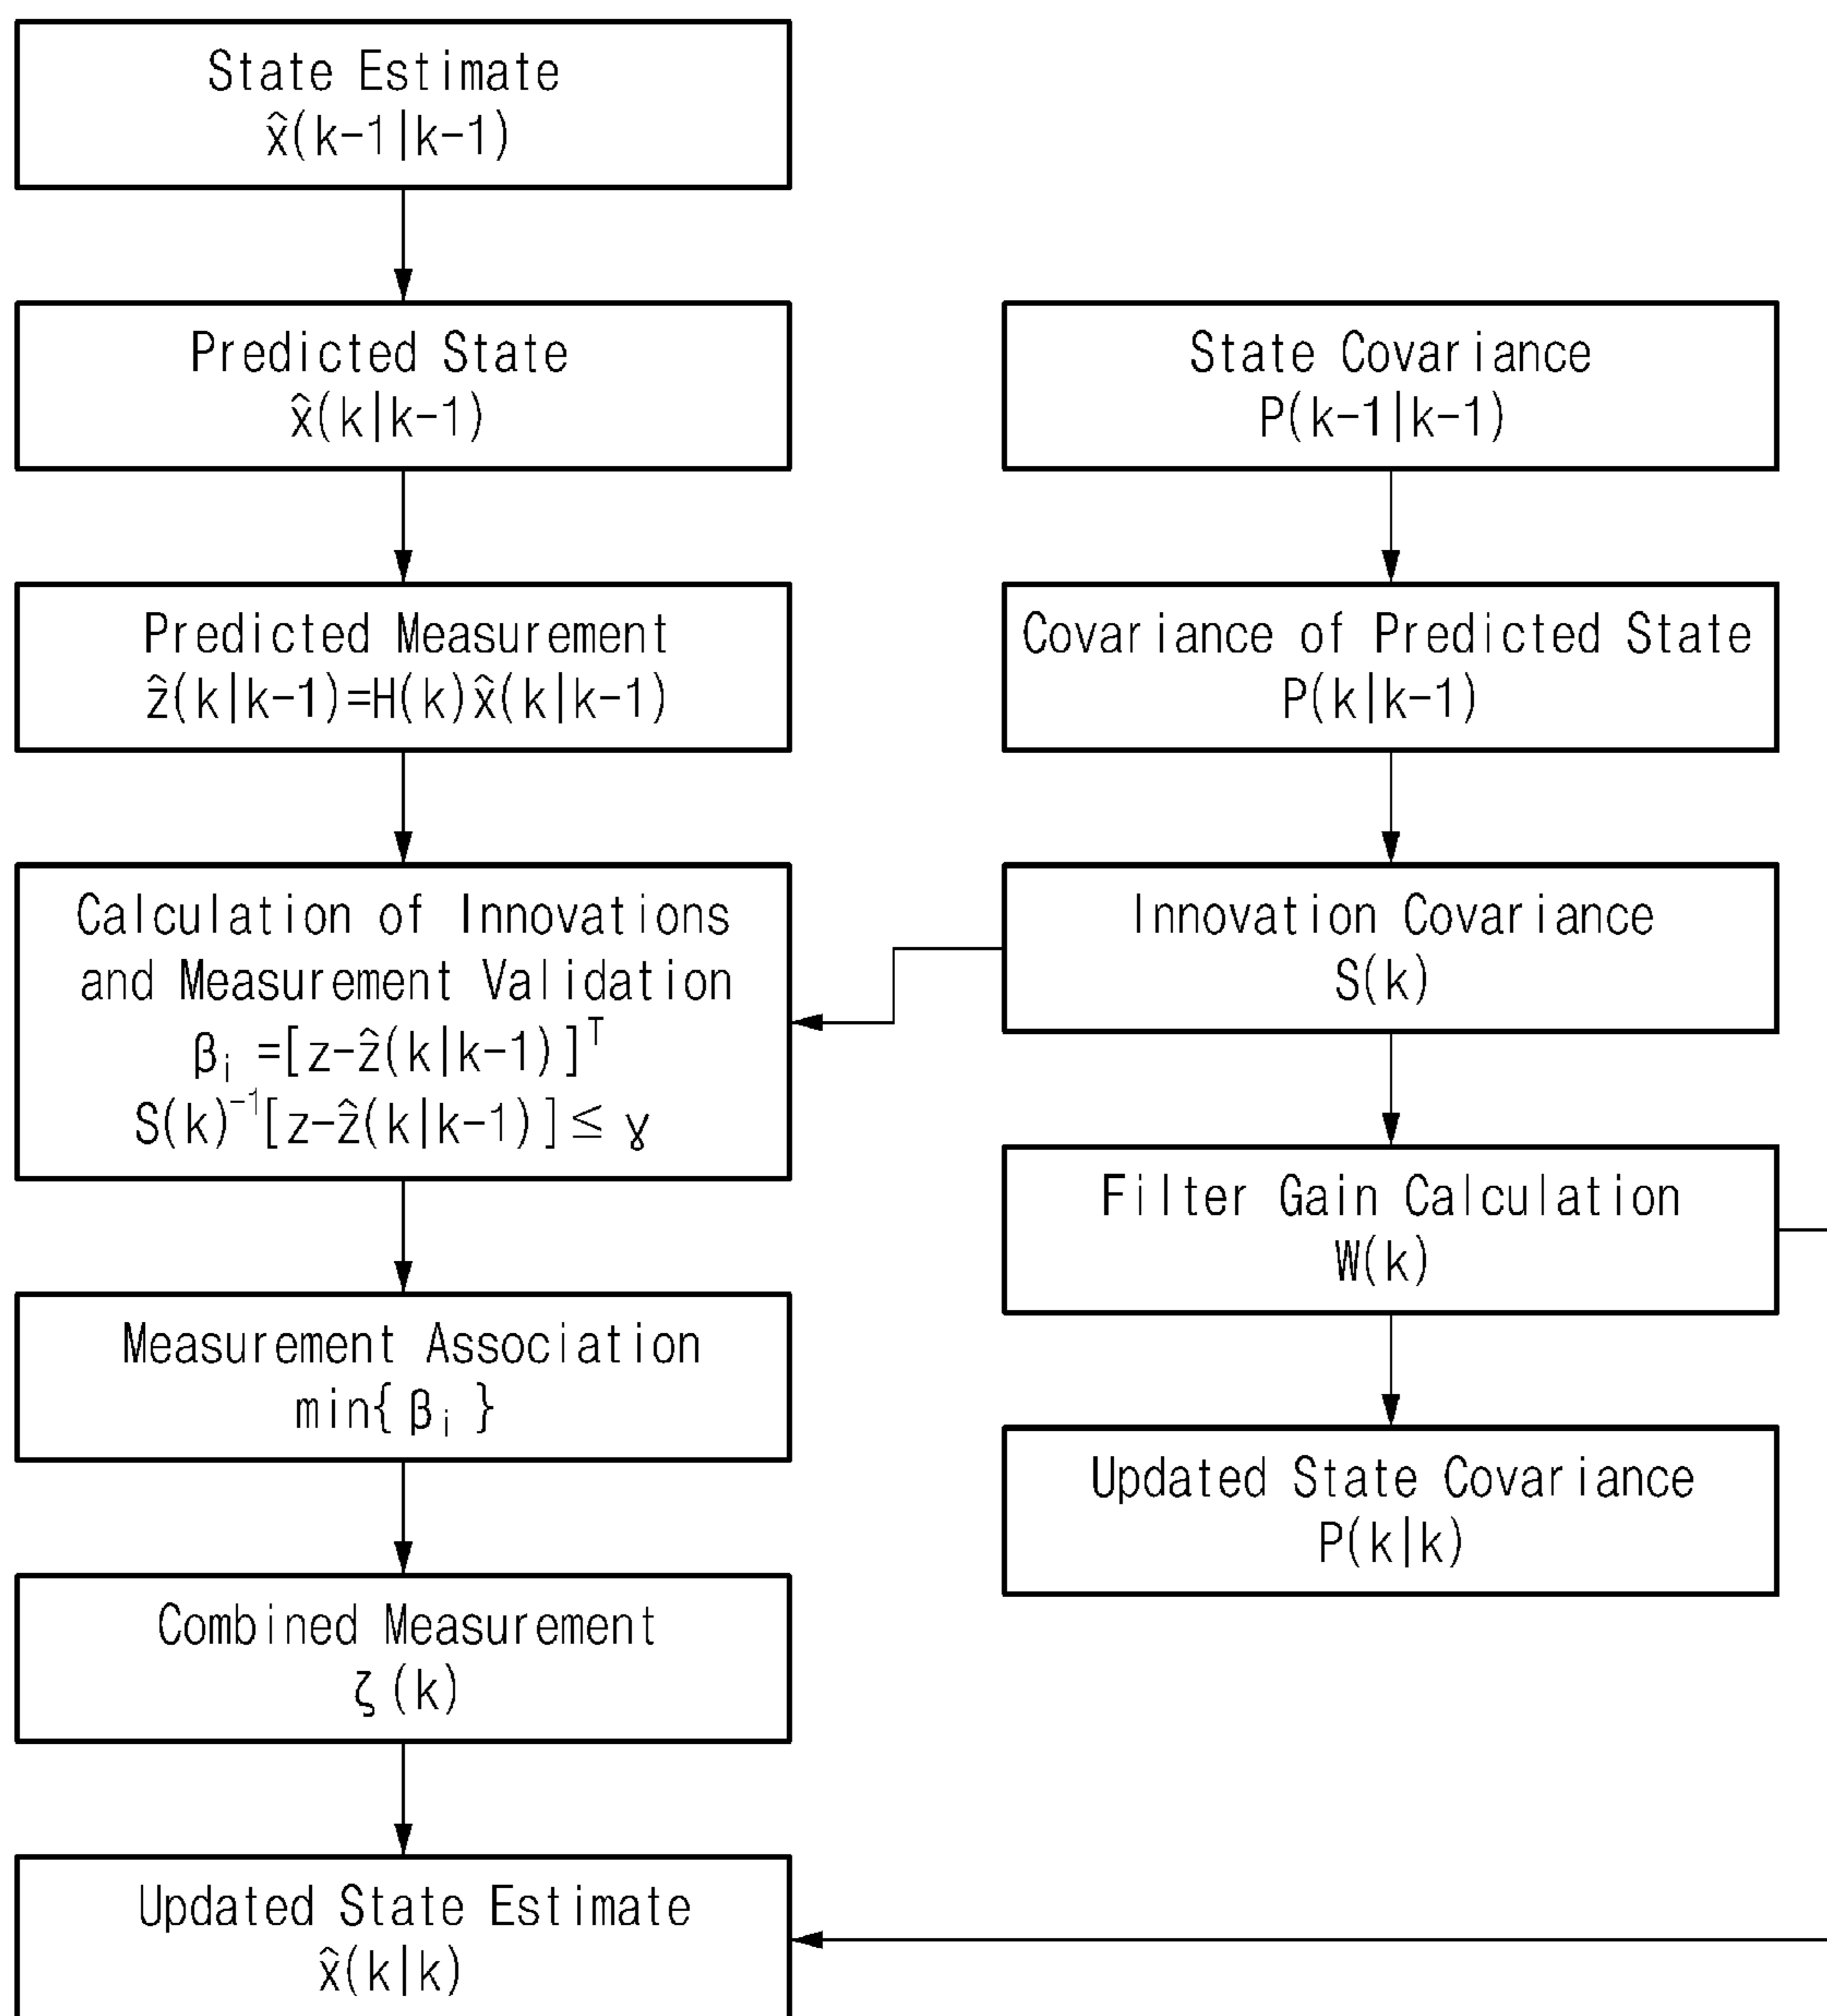 State Estimate
x̂(k-1|k-1)
Predicted State
x̂(k|k-1)
Predicted Measurement
ẑ(k|k-1)=H(k)x̂(k|k-1)
Calculation of Innovations
and Measurement Validation
βᵢ =[z-ẑ(k|k-1)]ᵀ
S(k)⁻¹[z-ẑ(k|k-1)]≤ γ
Measurement Association
min{ βᵢ }
Combined Measurement
ζ(k)
Updated State Estimate
x̂(k|k)
State Covariance
P(k-1|k-1)
Covariance of Predicted State
P(k|k-1)
Innovation Covariance
S(k)
Filter Gain Calculation
W(k)
Updated State Covariance
P(k|k)